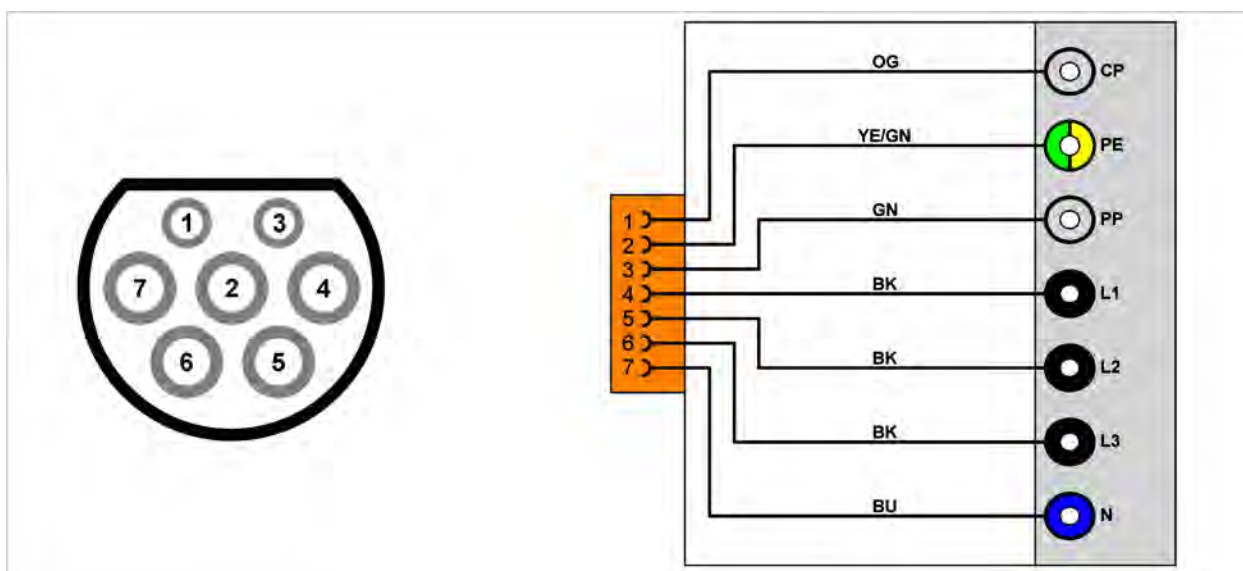 1 3
7 2 4
6 5
OG CP
YE/GN PE
GN PP
BK L1
BK L2
BK L3
BU N
1
2
3
4
5
6
7